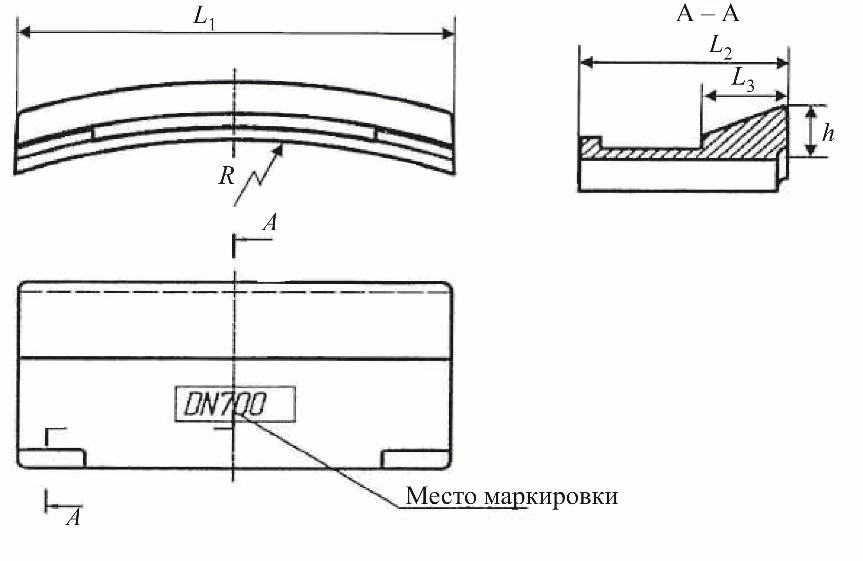 L1
A – A
L2
L3
h
R
A
DN700
Место маркировки
A